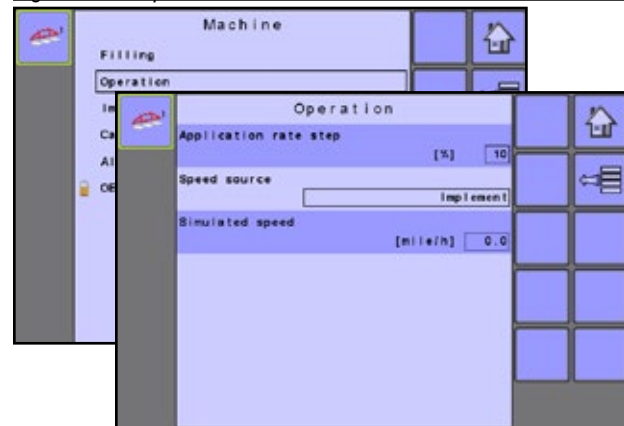 Machine
Filling
Operation
Operation
Application rate step
[%] 10
Speed source
Implement
Simulated speed
[mile/h] 0.0